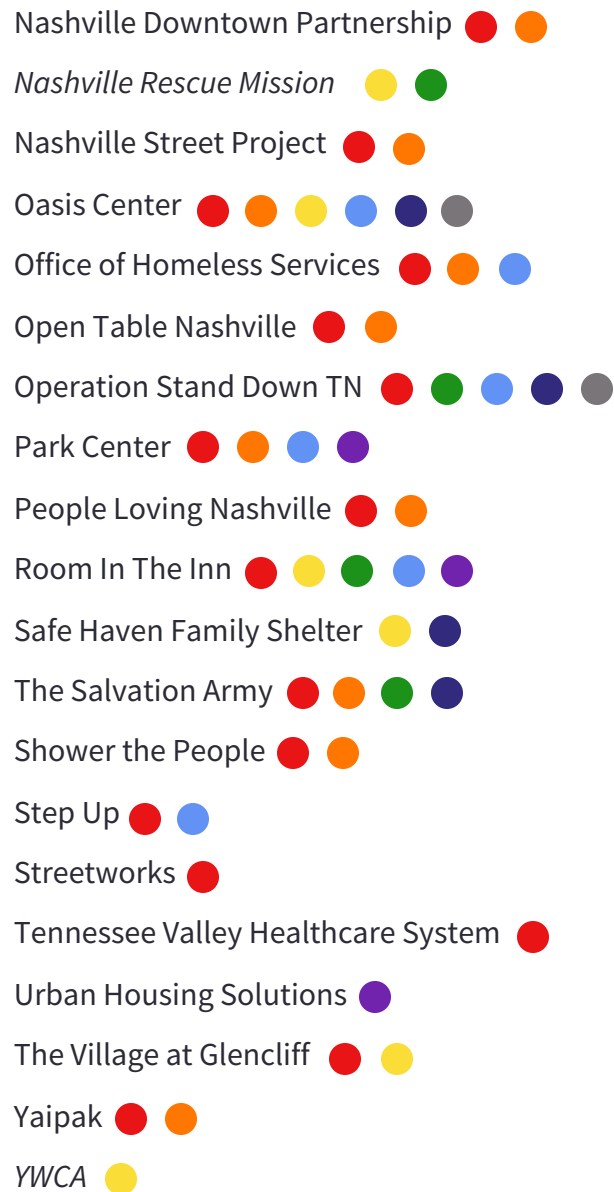 Nashville Downtown Partnership
Nashville Rescue Mission
Nashville Street Project
Oasis Center
Office of Homeless Services
Open Table Nashville
Operation Stand Down TN
Park Center
People Loving Nashville
Room In The Inn
Safe Haven Family Shelter
The Salvation Army
Shower the People
Step Up
Streetworks
Tennessee Valley Healthcare System
Urban Housing Solutions
The Village at Glencliff
Yaipak
YWCA